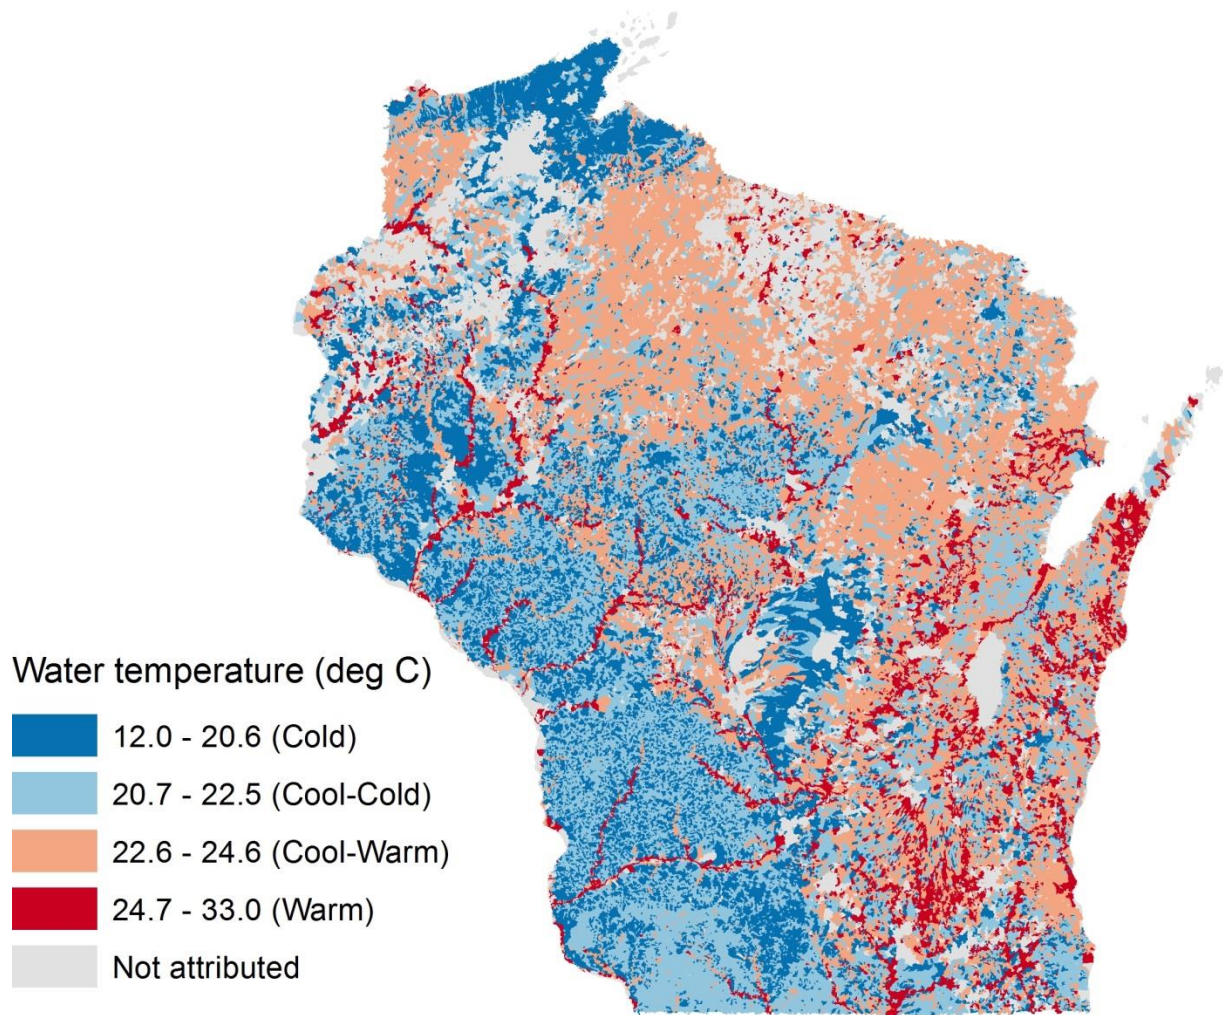 Water temperature (deg C)
12.0 - 20.6 (Cold)
20.7 - 22.5 (Cool-Cold)
22.6 - 24.6 (Cool-Warm)
24.7 - 33.0 (Warm)
Not attributed